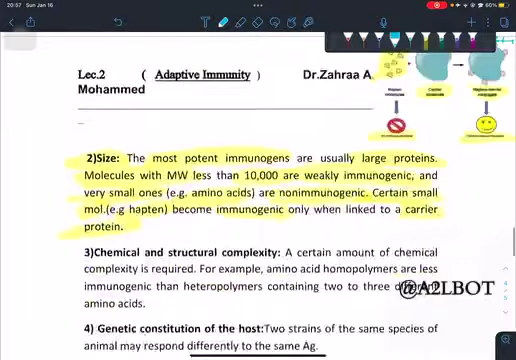 20:57 Sun Jan 16
60%
Lec.2 ( Adaptive Immunity ) Dr.Zahraa A.
Mohammed
2)Size: The most potent immunogens are usually large proteins.
Molecules with MW less than 10,000 are weakly immunogenic, and
very small ones (e.g. amino acids) are nonimmunogenic. Certain small
mol.(e.g hapten) become immunogenic only when linked to a carrier
protein.
3)Chemical and structural complexity: A certain amount of chemical
complexity is required. For example, amino acid homopolymers are less
immunogenic than heteropolymers containing two to three different
amino acids.
@A2LBOT
4) Genetic constitution of the host:Two strains of the same species of
animal may respond differently to the same Ag.